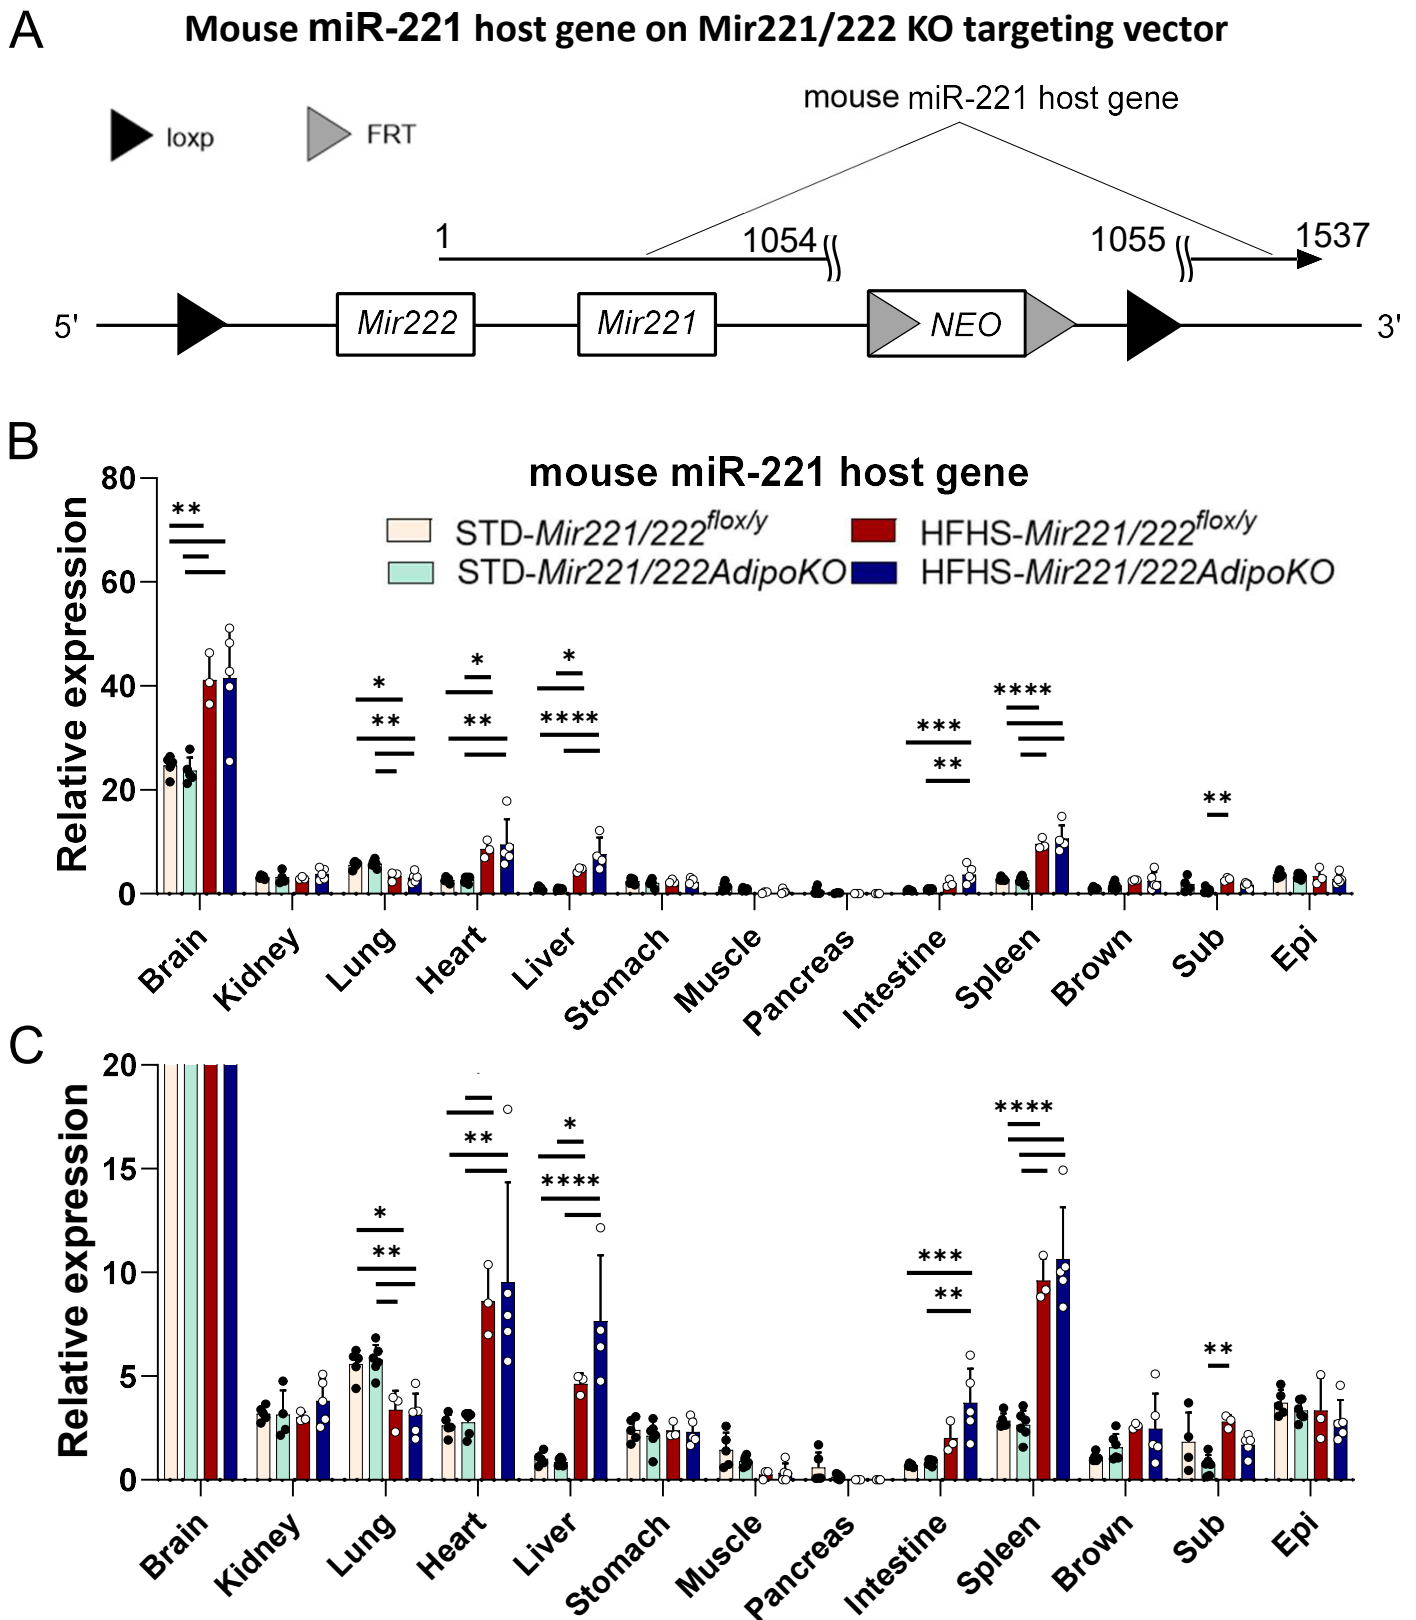 A
Mouse miR-221 host gene on Mir221/222 KO targeting vector
mouse miR-221 host gene
loxp
FRT
1
1054
1055
1537
5'
Mir222
Mir221
NEO
3'
B
mouse miR-221 host gene
STD-Mir221/222flox/y
HFHS-Mir221/222flox/y
STD-Mir221/222AdipoKO
HFHS-Mir221/222AdipoKO
Relative expression
80
60
40
20
0
**
*
**
*
**
*
****
***
**
****
**
Brain
Kidney
Lung
Heart
Liver
Stomach
Muscle
Pancreas
Intestine
Spleen
Brown
Sub
Epi
C
Relative expression
20
15
10
5
0
*
**
**
*
****
***
**
****
**
Brain
Kidney
Lung
Heart
Liver
Stomach
Muscle
Pancreas
Intestine
Spleen
Brown
Sub
Epi